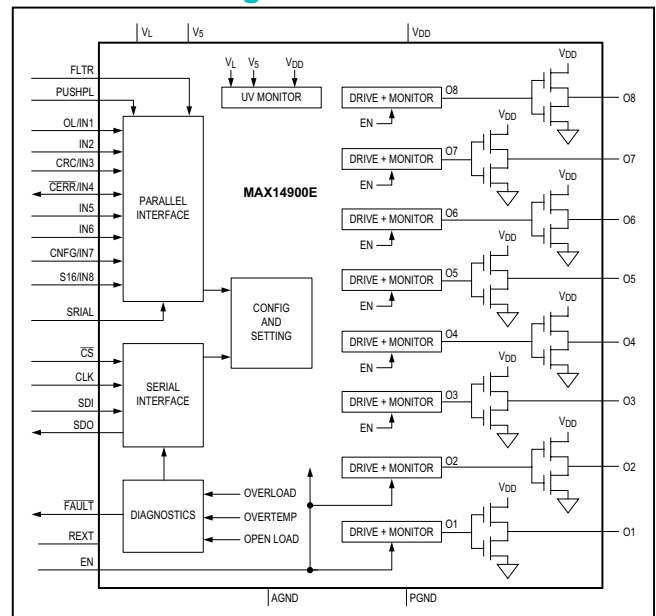 VL V5 VDD
FLTR
PUSHPL
OL/IN1
IN2
CRC/IN3
CERR/IN4
IN5
IN6
CNFG/IN7
S16/IN8
SRIAL
CS
CLK
SDI
SDO
FAULT
REXT
EN
PARALLEL
INTERFACE
SERIAL
INTERFACE
DIAGNOSTICS
VL V5 VDD
UV MONITOR
MAX14900E
CONFIG
AND
SETTING
OVERLOAD
OVERTEMP
OPEN LOAD
DRIVE + MONITOR O8 VDD O8
EN
DRIVE + MONITOR O7 VDD O7
EN
DRIVE + MONITOR O6 VDD O6
EN
DRIVE + MONITOR O5 VDD O5
EN
DRIVE + MONITOR O4 VDD O4
EN
DRIVE + MONITOR O3 VDD O3
EN
DRIVE + MONITOR O2 VDD O2
DRIVE + MONITOR O1 VDD O1
AGND PGND